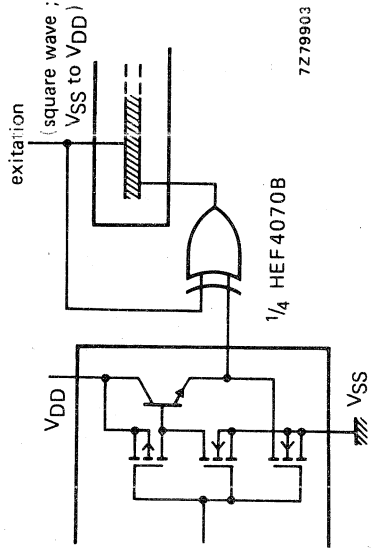 exitation
(square wave ;
VSS to VDD)
7Z79903
1/4 HEF4070B
VDD
VSS